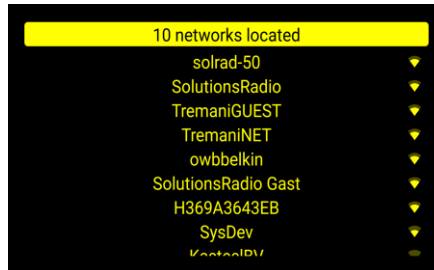 10 networks located
solrad-50
SolutionsRadio
TremaniGUEST
TremaniNET
owbbelkin
SolutionsRadio Gast
H369A3643EB
SysDev